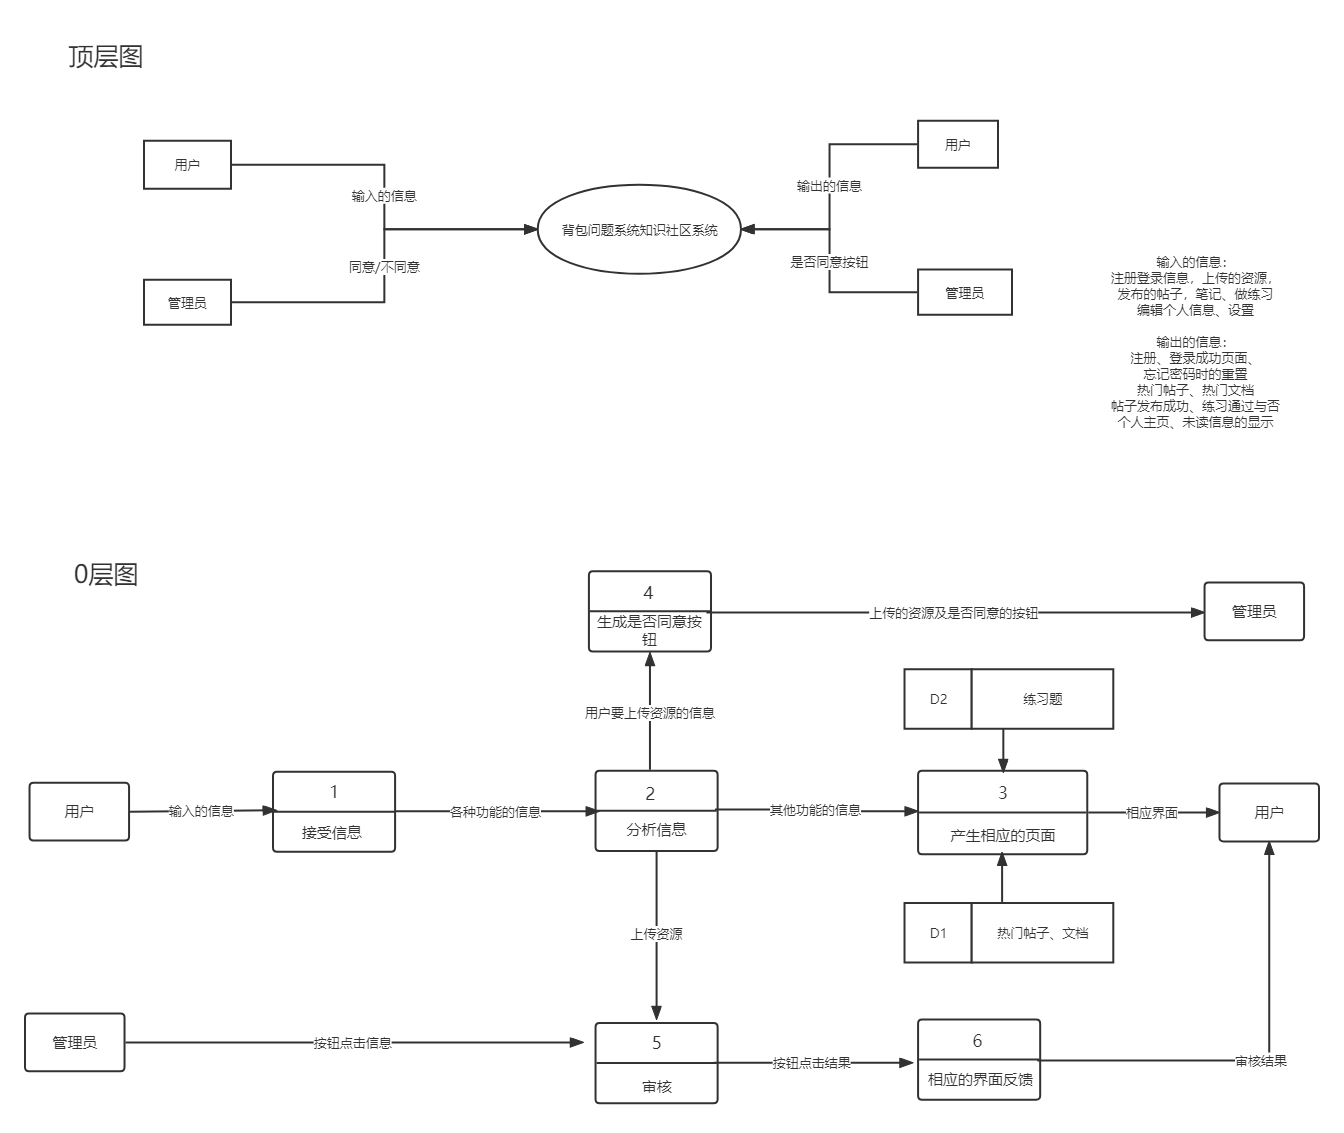 顶层图
用户
输入的信息
同意/不同意
管理员
背包问题系统知识社区系统
用户
输出的信息
是否同意按钮
管理员
输入的信息：
注册登录信息，上传的资源，
发布的帖子，笔记、做练习
编辑个人信息、设置
输出的信息：
注册、登录成功页面、
忘记密码时的重置
热门帖子、热门文档
帖子发布成功、练习通过与否
个人主页、未读信息的显示
0层图
4
生成是否同意按
钮
上传的资源及是否同意的按钮
管理员
D2
练习题
用户要上传资源的信息
用户
输入的信息
1
接受信息
各种功能的信息
2
分析信息
其他功能的信息
3
产生相应的页面
相应界面
用户
D1
热门帖子、文档
上传资源
管理员
按钮点击信息
5
审核
按钮点击结果
6
相应的界面反馈
审核结果